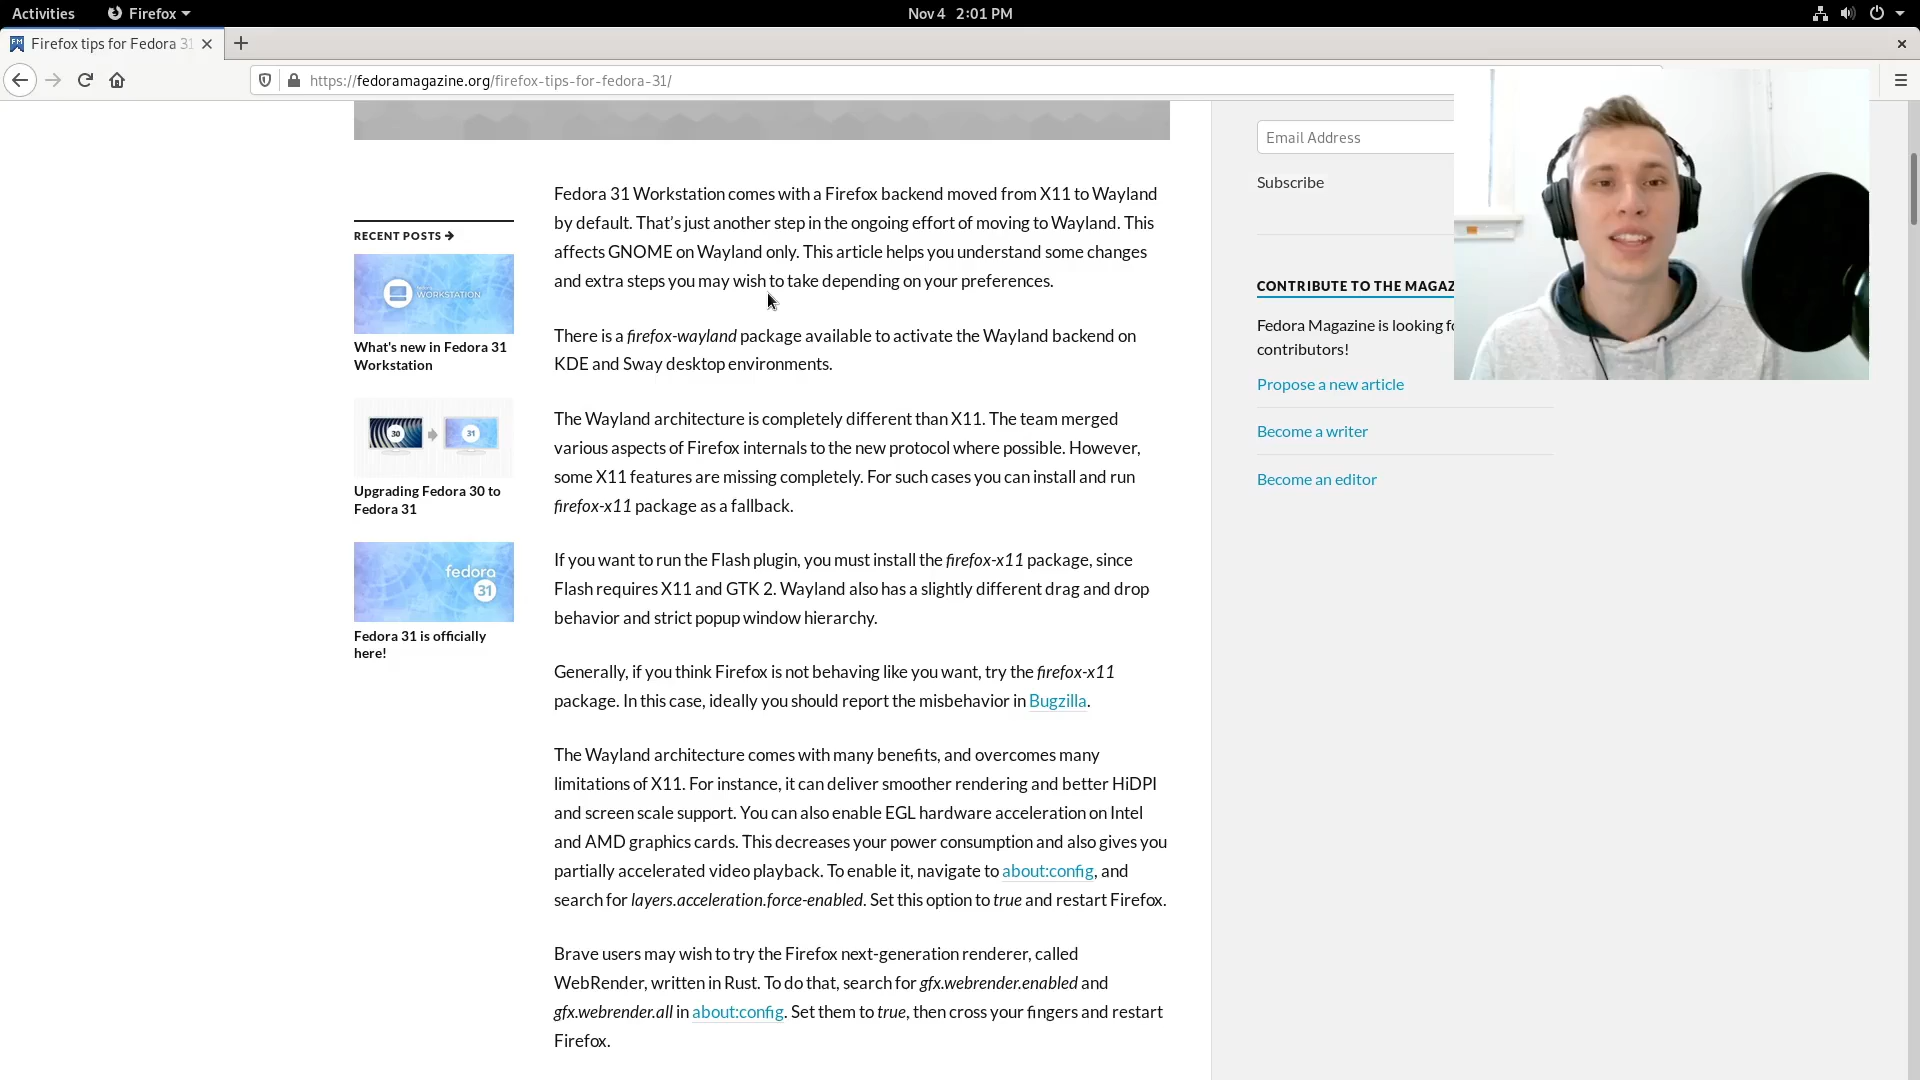 Activities
Firefox
Nov 4 2:01 PM
Firefox tips for Fedora 31
https://fedoramagazine.org/firefox-tips-for-fedora-31/
RECENT POSTS →
fedora
WORKSTATION
What's new in Fedora 31
Workstation
30
31
Upgrading Fedora 30 to
Fedora 31
fedora
31
Fedora 31 is officially
here!
Fedora 31 Workstation comes with a Firefox backend moved from X11 to Wayland
by default. That's just another step in the ongoing effort of moving to Wayland. This
affects GNOME on Wayland only. This article helps you understand some changes
and extra steps you may wish to take depending on your preferences.
There is a firefox-wayland package available to activate the Wayland backend on
KDE and Sway desktop environments.
The Wayland architecture is completely different than X11. The team merged
various aspects of Firefox internals to the new protocol where possible. However,
some X11 features are missing completely. For such cases you can install and run
firefox-x11 package as a fallback.
If you want to run the Flash plugin, you must install the firefox-x11 package, since
Flash requires X11 and GTK 2. Wayland also has a slightly different drag and drop
behavior and strict popup window hierarchy.
Generally, if you think Firefox is not behaving like you want, try the firefox-x11
package. In this case, ideally you should report the misbehavior in Bugzilla.
The Wayland architecture comes with many benefits, and overcomes many
limitations of X11. For instance, it can deliver smoother rendering and better HiDPI
and screen scale support. You can also enable EGL hardware acceleration on Intel
and AMD graphics cards. This decreases your power consumption and also gives you
partially accelerated video playback. To enable it, navigate to about:config, and
search for layers.acceleration.force-enabled. Set this option to true and restart Firefox.
Brave users may wish to try the Firefox next-generation renderer, called
WebRender, written in Rust. To do that, search for gfx.webrender.enabled and
gfx.webrender.all in about:config. Set them to true, then cross your fingers and restart
Firefox.
Email Address
Subscribe
CONTRIBUTE TO THE MAGAZ
Fedora Magazine is looking
contributors!
Propose a new article
Become a writer
Become an editor